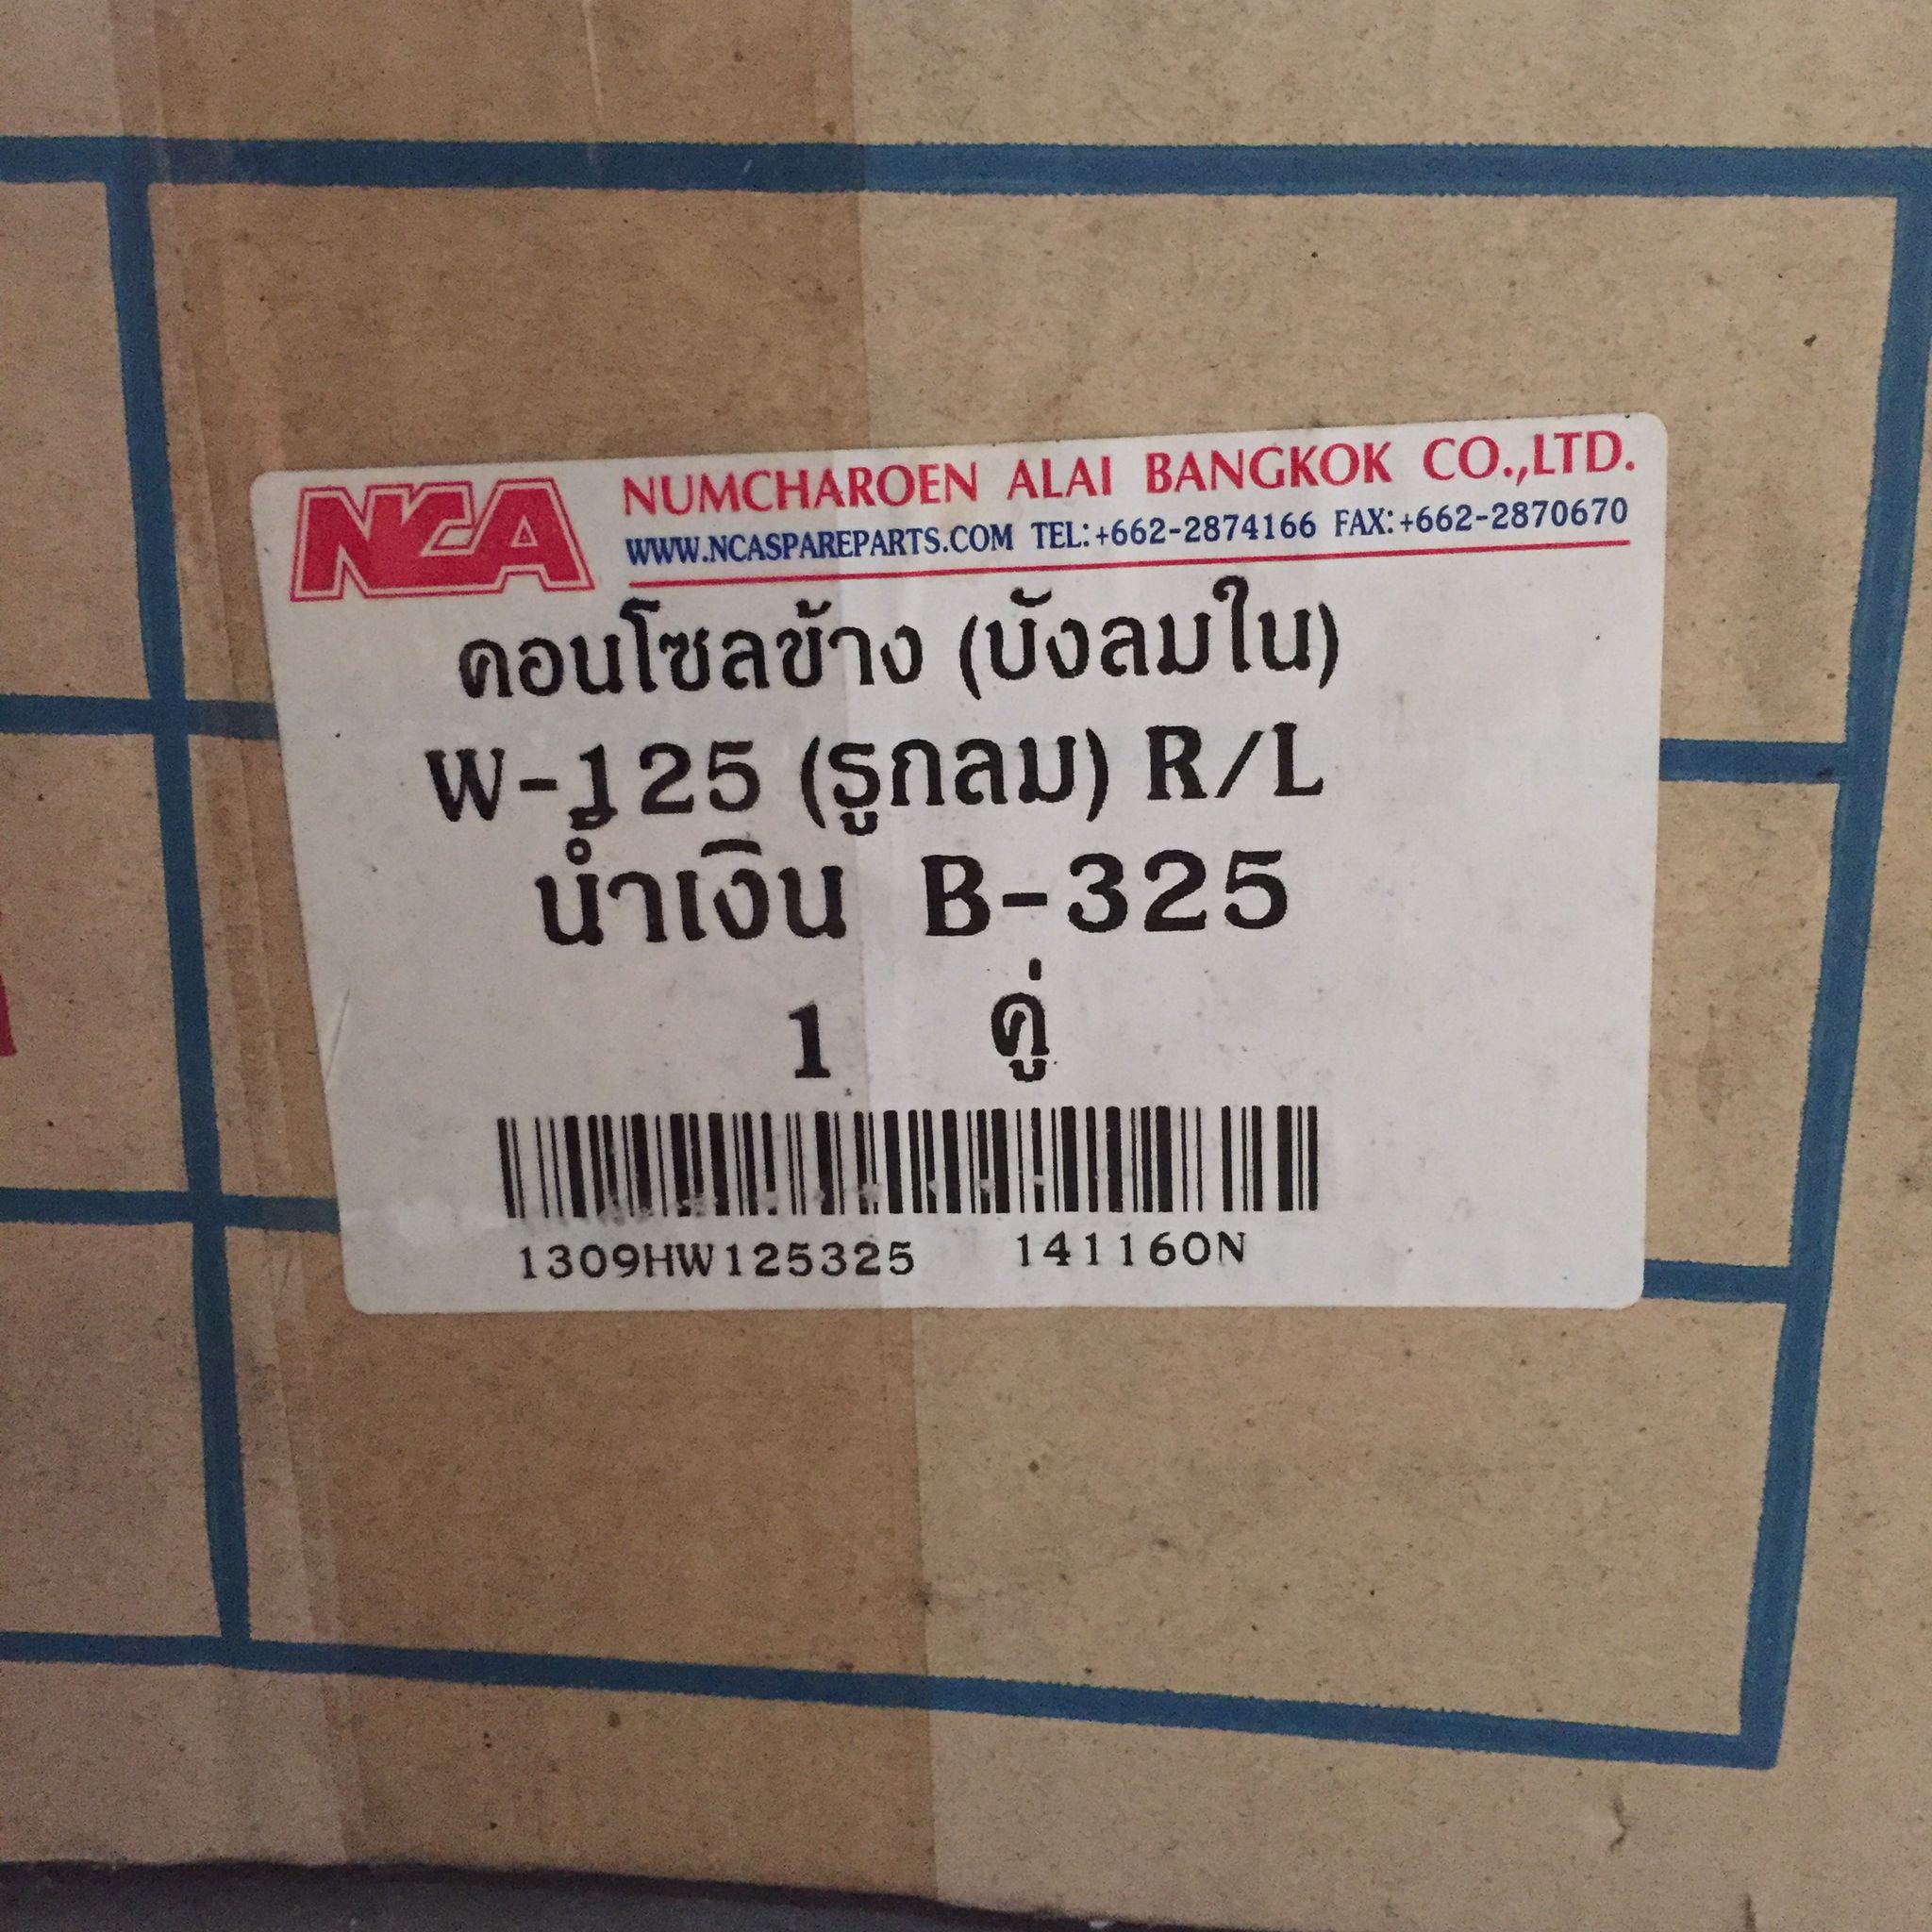 NCA
NUMCHAROEN ALAI BANGKOK CO.,LTD.
WWW.NCASPAREPARTS.COM TEL:+662-2874166 FAX:+662-2870670
คอนโซลข้าง (บังลมใน)
W-125 (รูกลม) R/L
น้ำเงิน B-325
1 คู่
1309HW125325 141160N